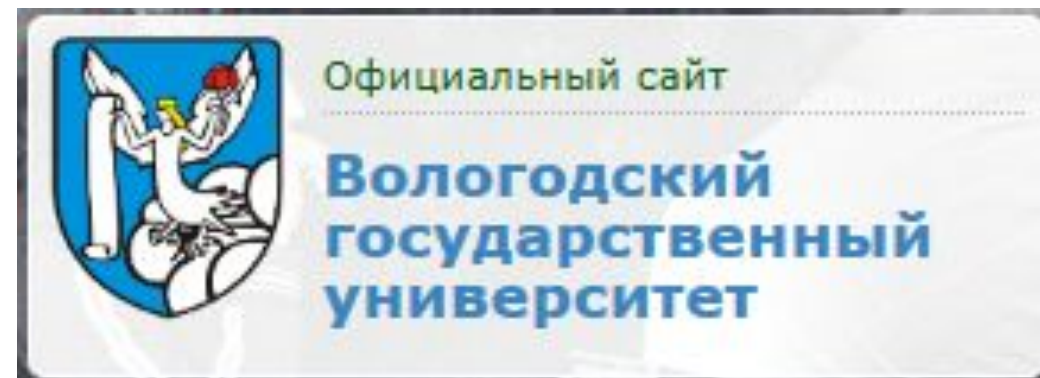 Официальный сайт
Вологодский
государственный
университет